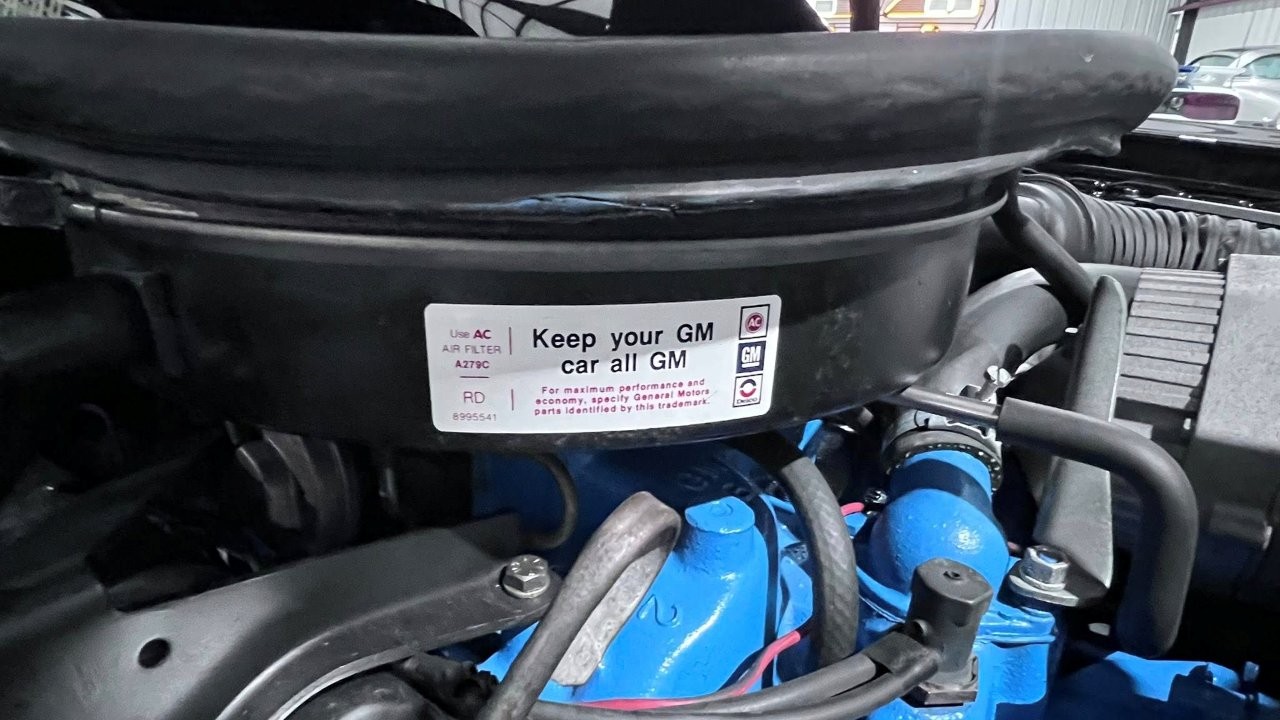 Use AC
AIR FILTER
A279C
RD
8995541
Keep your GM
car all GM
For maximum performance and
economy, specify General Motors
parts identified by this trademark.
AC
GM
Delco
2